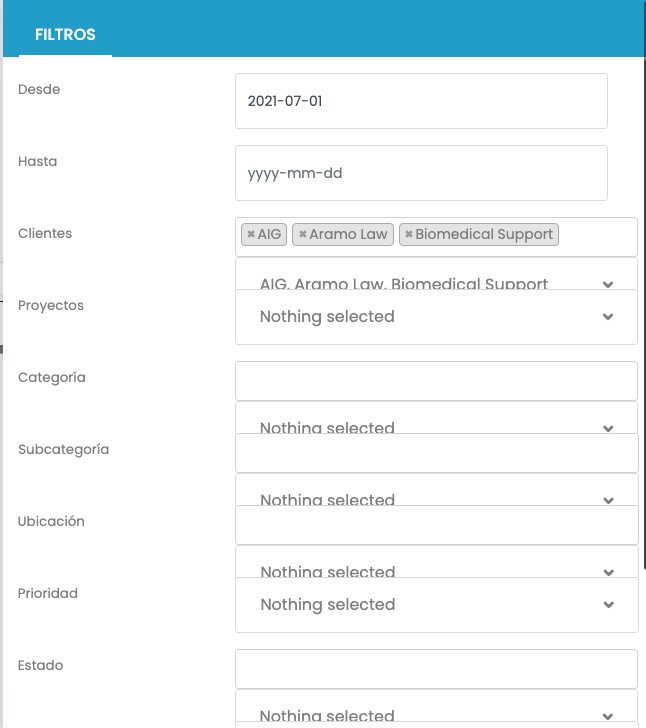 FILTROS
Desde
2021-07-01
Hasta
yyyy-mm-dd
Clientes
×AIG ×Aramo Law ×Biomedical Support
AIG, Aramo Law, Biomedical Support
Proyectos
Nothing selected
Categoría
Nothing selected
Subcategoría
Nothing selected
Ubicación
Nothing selected
Prioridad
Nothing selected
Estado
Nothing selected